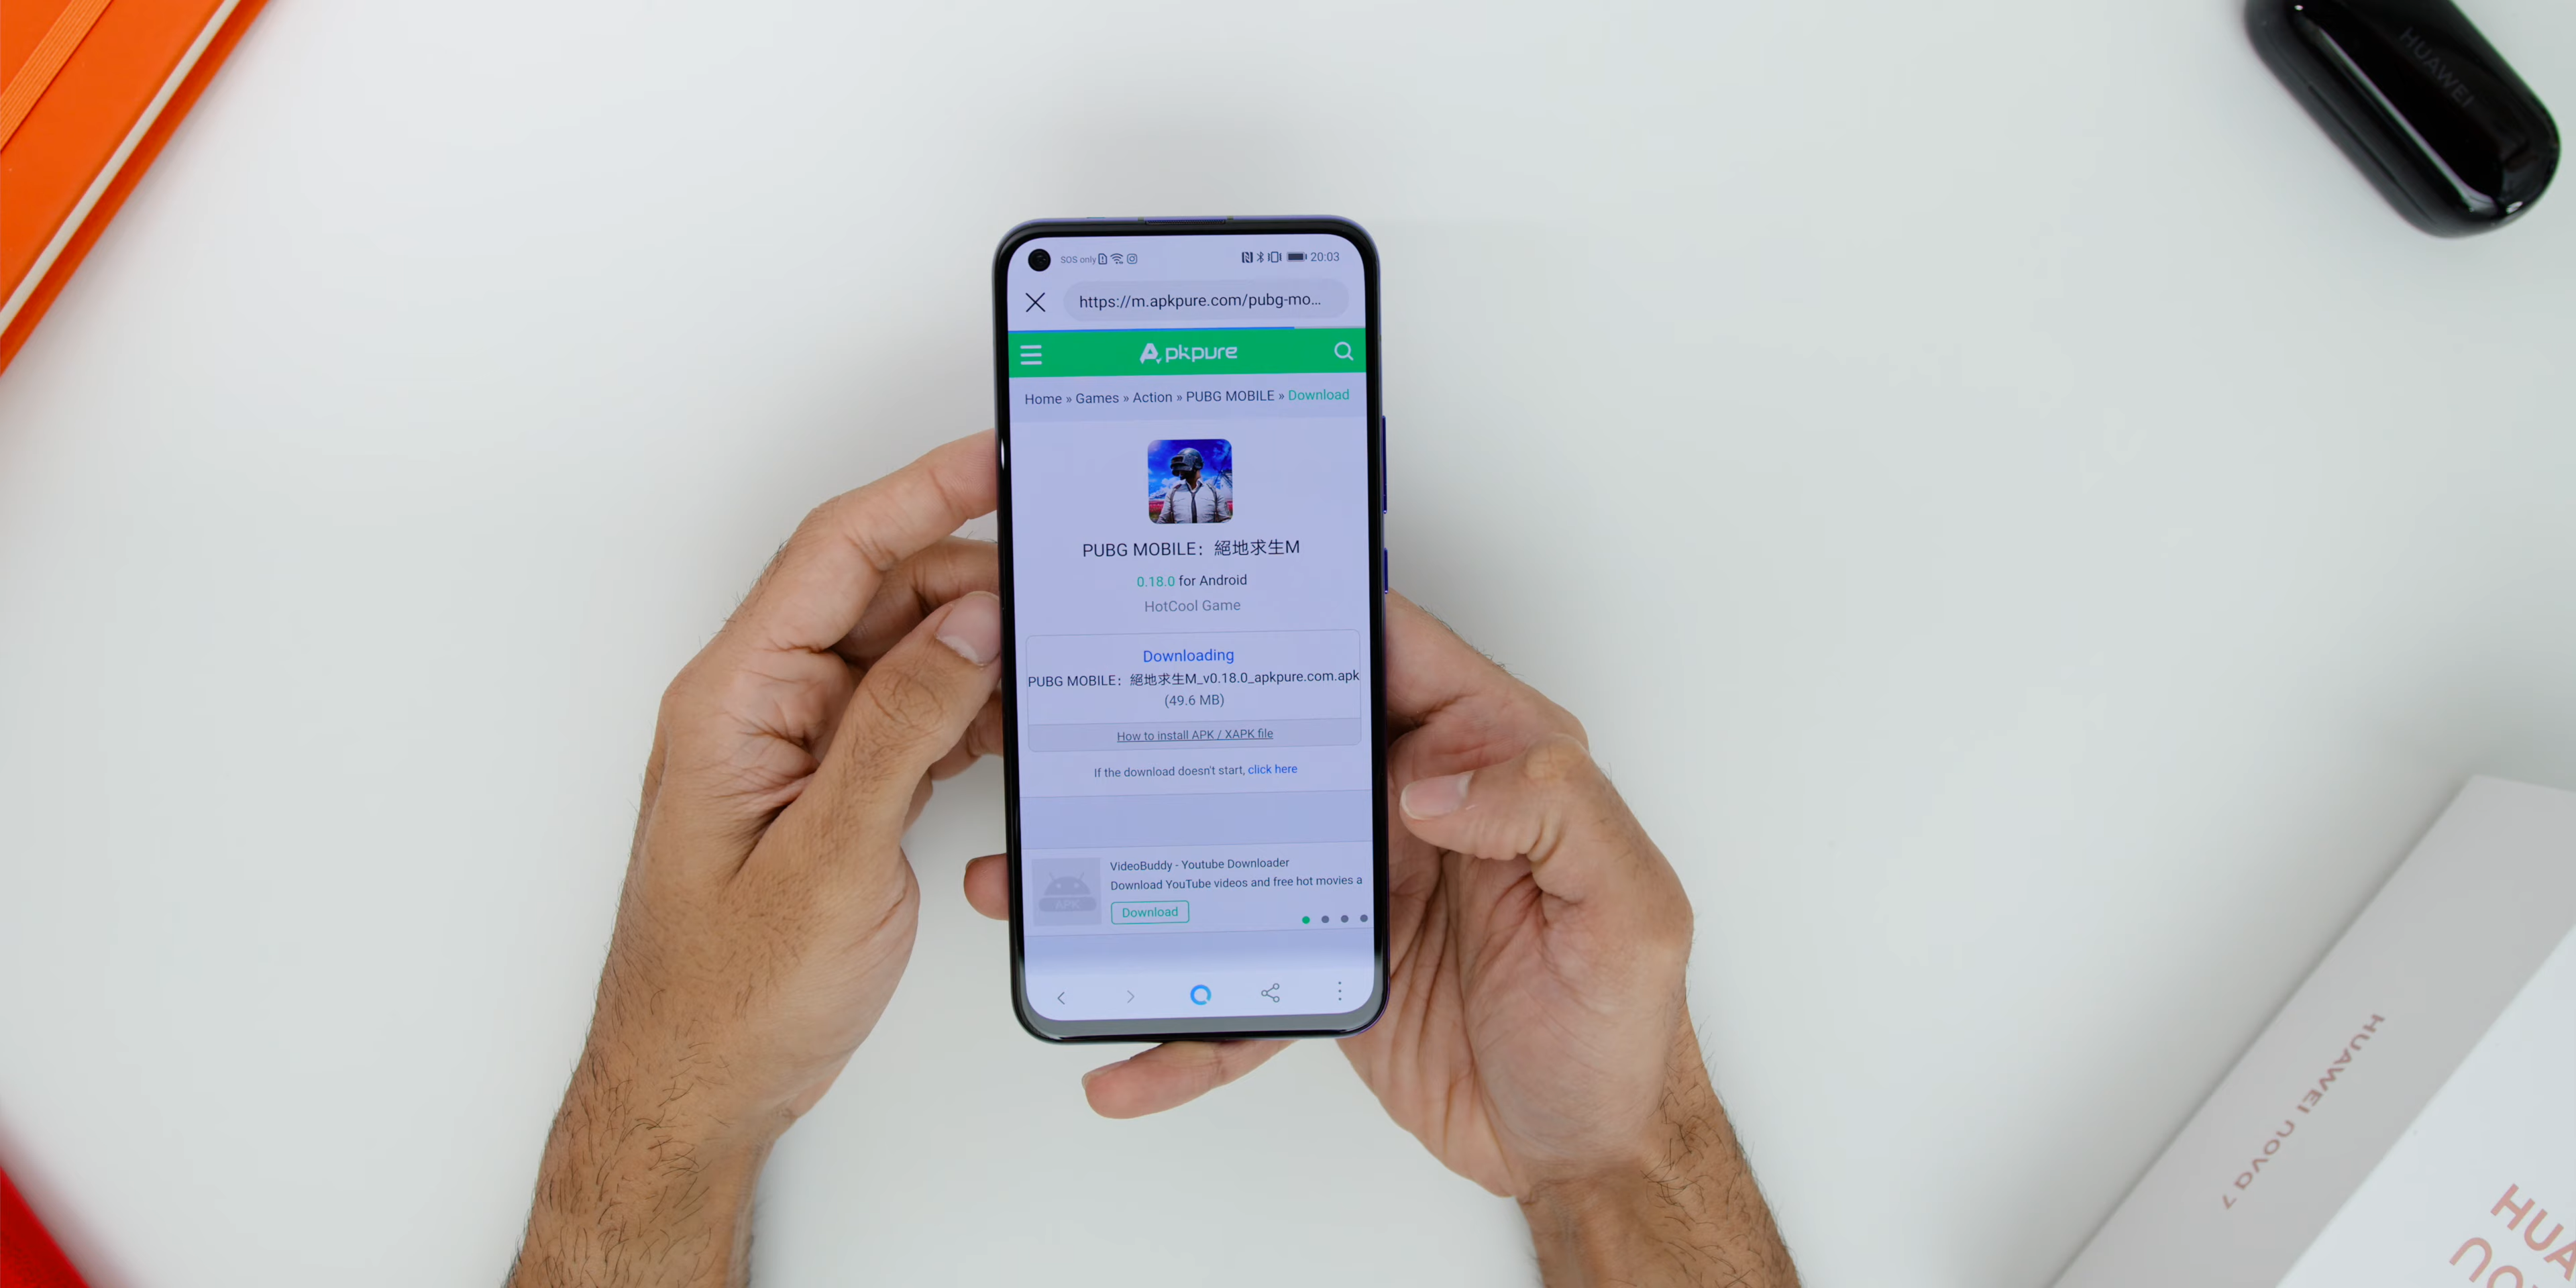 SOS only
20:03
https://m.apkpure.com/pubg-mo...
Apkpure
Home » Games » Action » PUBG MOBILE » Download
PUBG MOBILE：絕地求生M
0.18.0 for Android
HotCool Game
Downloading
PUBG MOBILE：絕地求生M_v0.18.0_apkpure.com.apk
(49.6 MB)
How to install APK / XAPK file
If the download doesn't start, click here
APK
VideoBuddy - Youtube Downloader
Download YouTube videos and free hot movies a
Download
HUAWEI
HUAWEI nova 7
HUA
no